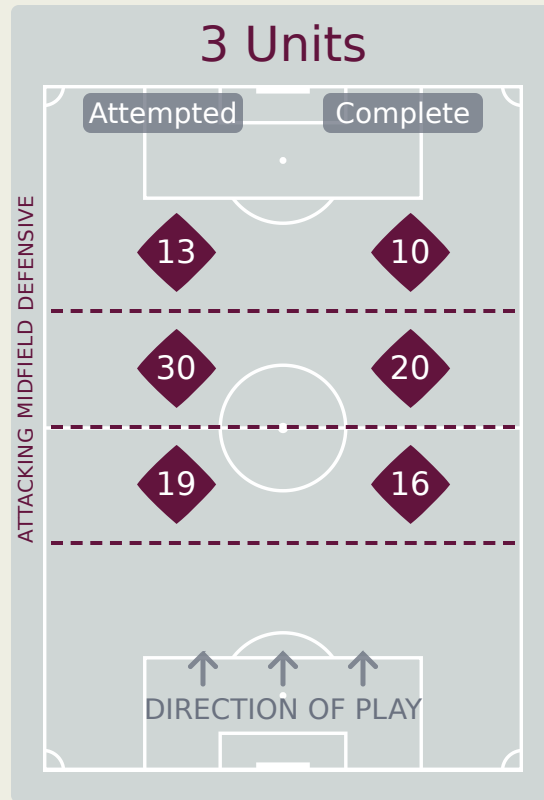 3 Units
Attempted Complete
ATTACKING MIDFIELD DEFENSIVE
13 10
30 20
19 16
DIRECTION OF PLAY